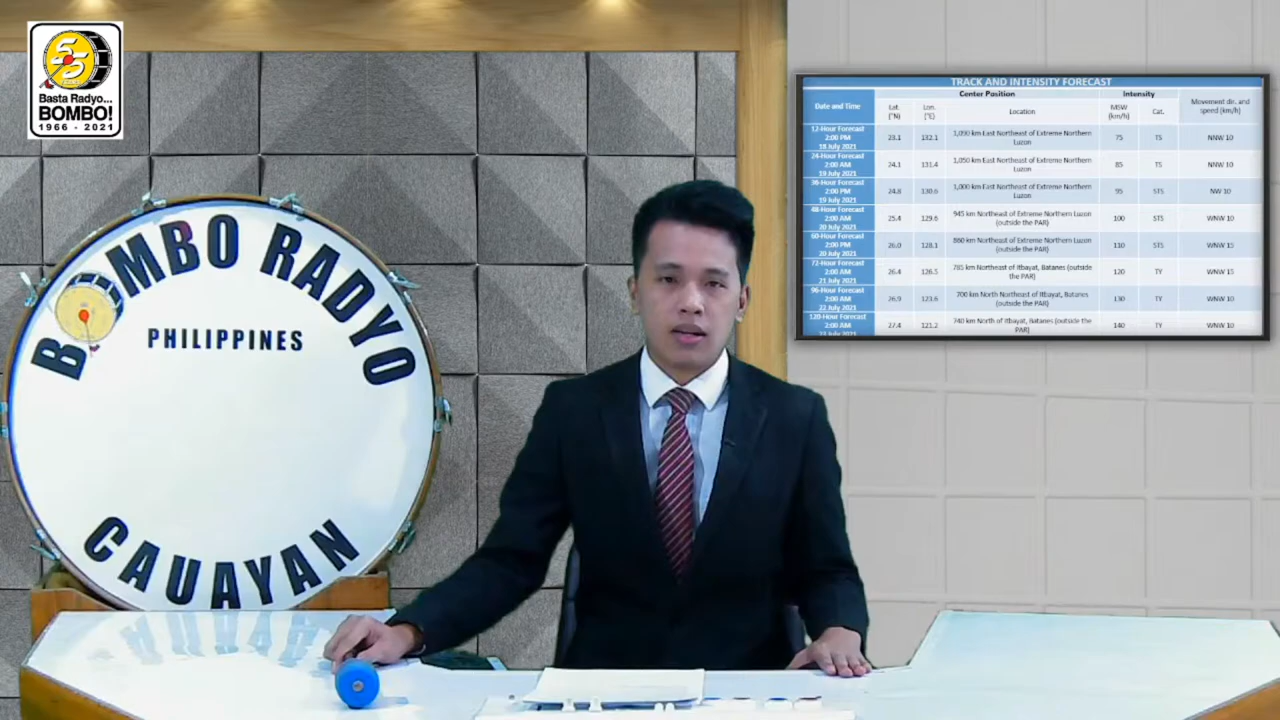 55
Basta Radyo...
BOMBO!
1966 - 2021
BOMBO RADYO
PHILIPPINES
CAUAYAN
TRACK AND INTENSITY FORECAST
Date and Time
Center Position
Intensity
Movement dir. and speed (km/h)
Lat. (°N)
Lon. (°E)
Location
MSW (km/h)
Cat.
12-Hour Forecast
2:00 PM
18 July 2021
23.1
132.1
1,090 km East Northeast of Extreme Northern
Luzon
75
TS
NNW 10
24-Hour Forecast
2:00 AM
19 July 2021
24.1
131.4
1,050 km East Northeast of Extreme Northern
Luzon
85
TS
NNW 10
36-Hour Forecast
2:00 PM
19 July 2021
24.8
130.6
1,000 km East Northeast of Extreme Northern
Luzon
95
STS
NW 10
48-Hour Forecast
2:00 AM
20 July 2021
25.4
129.6
945 km Northeast of Extreme Northern Luzon
(outside the PAR)
100
STS
WNW 10
60-Hour Forecast
2:00 PM
20 July 2021
26.0
128.1
860 km Northeast of Extreme Northern Luzon
(outside the PAR)
110
STS
WNW 15
72-Hour Forecast
2:00 AM
21 July 2021
26.4
126.5
785 km Northeast of Itbayat, Batanes (outside
the PAR)
120
TY
WNW 15
96-Hour Forecast
2:00 AM
22 July 2021
26.9
123.6
700 km North Northeast of Itbayat, Batanes
(outside the PAR)
130
TY
WNW 10
120-Hour Forecast
2:00 AM
23 July 2021
27.4
121.2
740 km North of Itbayat, Batanes (outside the
PAR)
140
TY
WNW 10